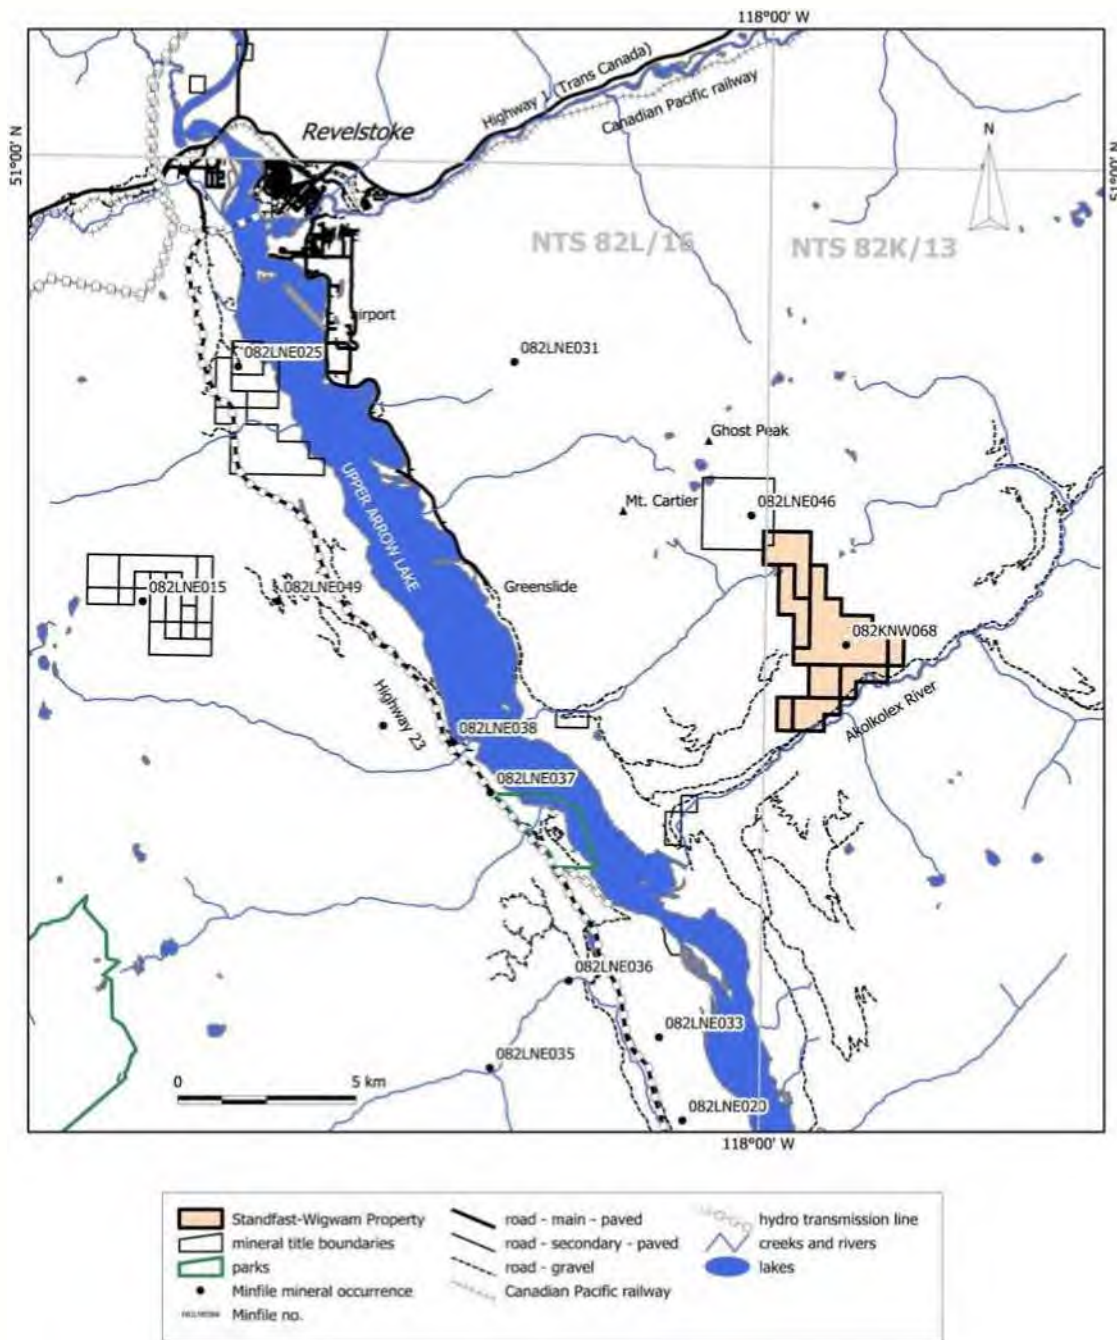 118°00' W
Highway 1 (Trans Canada)
Canadian Pacific railway
Revelstoke
N
51°00' N
51°00' N
NTS 82L/16
NTS 82K/13
airport
082LNE025
082LNE031
Ghost Peak
Mt. Cartier
082LNE046
UPPER ARROW LAKE
082LNE015
082LNE049
Greenslide
082KNW068
Highway 23
082LNE038
Akolkolex River
082LNE037
082LNE036
082LNE033
082LNE035
0 5 km
082LNE020
118°00' W
Standfast-Wigwam Property
mineral title boundaries
parks
Minfile mineral occurrence
Minfile no.
road - main - paved
road - secondary - paved
road - gravel
Canadian Pacific railway
hydro transmission line
creeks and rivers
lakes